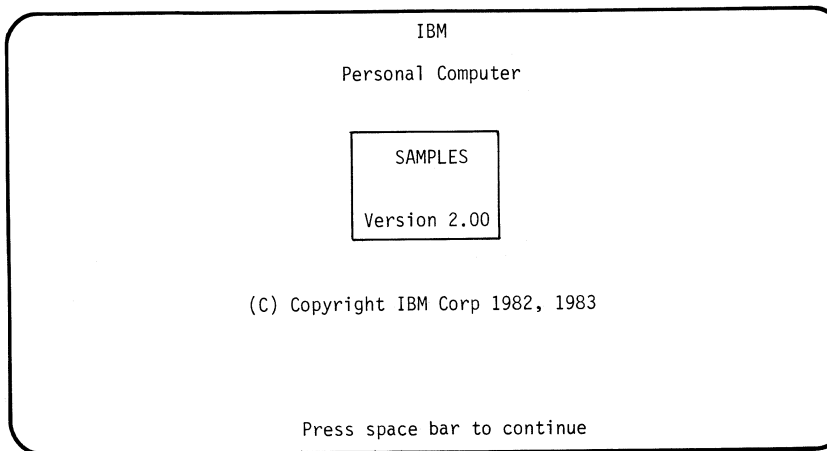 IBM
Personal Computer
SAMPLES
Version 2.00
(C) Copyright IBM Corp 1982, 1983
Press space bar to continue